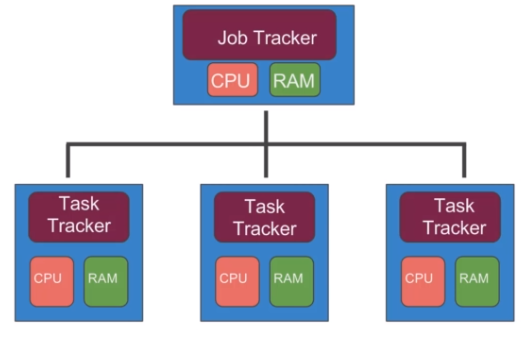 Job Tracker
CPU RAM
Task
Tracker
CPU RAM
Task
Tracker
CPU RAM
Task
Tracker
CPU RAM